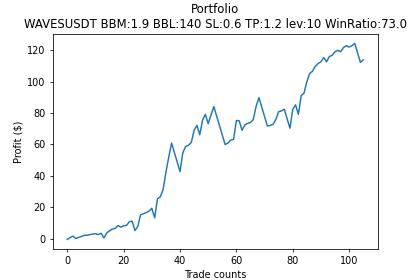 Portfolio
WAVESUSDT BBM:1.9 BBL:140 SL:0.6 TP:1.2 lev:10 WinRatio:73.0
120
100
80
60
40
20
0
Profit ($)
0 20 40 60 80 100
Trade counts